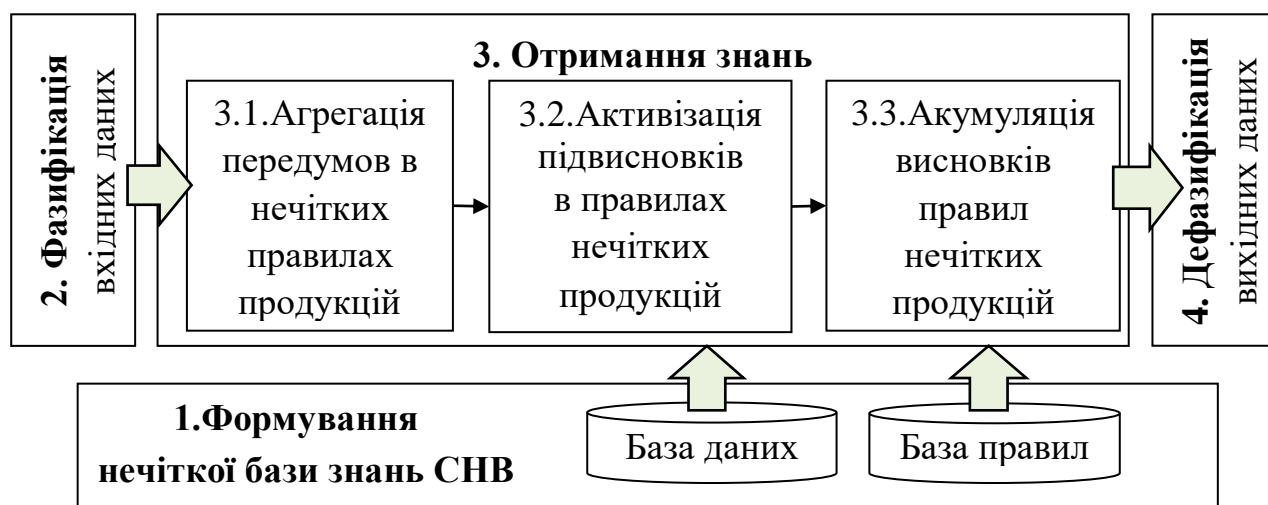 2. Фазифікація
вхідних даних
3. Отримання знань
3.1.Агрегація
передумов в
нечітких
правилах
продукцій
3.2.Активізація
підвисновків
в правилах
нечітких
продукцій
3.3.Акумуляція
висновків
правил
нечітких
продукцій
4. Дефазифікація
вихідних даних
1.Формування
нечіткої бази знань СНВ
База даних
База правил